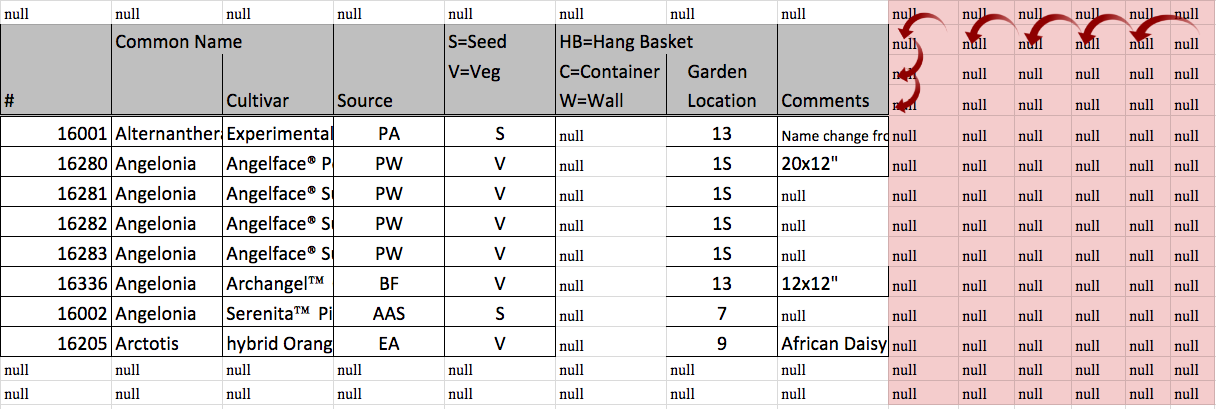 null null null null null null null null null null null null null null
Common Name S=Seed HB=Hang Basket null null null null null null
V=Veg C=Container Garden null null null null null null
# Cultivar Source W=Wall Location Comments null null null null null null
16001 Alternanthera Experimental PA S null 13 Name change fro null null null null null null
16280 Angelonia Angelface® P PW V null 1S 20x12" null null null null null null
16281 Angelonia Angelface® Su PW V null 1S null null null null null null null
16282 Angelonia Angelface® Su PW V null 1S null null null null null null null
16283 Angelonia Angelface® Su PW V null 1S null null null null null null null
16336 Angelonia Archangel™ BF V null 13 12x12" null null null null null null
16002 Angelonia Serenita™ Pi AAS S null 7 null null null null null null null
16205 Arctotis hybrid Orang EA V null 9 African Daisy null null null null null null
null null null null null null null null null null null null null null
null null null null null null null null null null null null null null